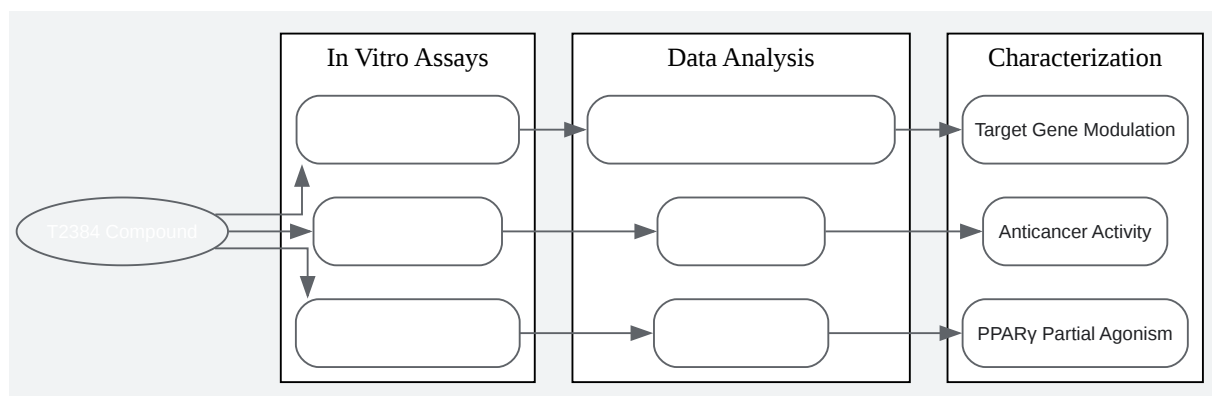 In Vitro Assays
Data Analysis
Characterization
Target Gene Modulation
T2384 Compound
Anticancer Activity
PPARγ Partial Agonism